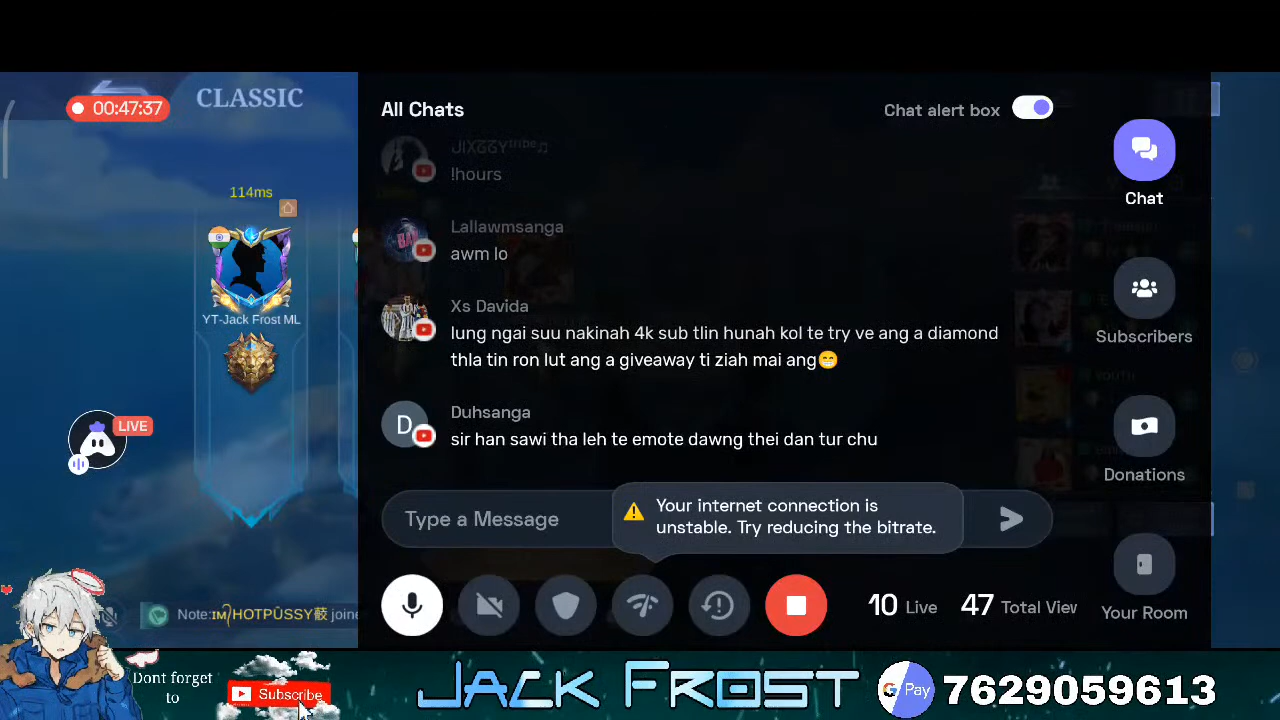 CLASSIC
00:47:37
114ms
YT-Jack Frost ML
LIVE
All Chats
Chat alert box
!hours
Lallawmsanga
awm lo
Xs Davida
lung ngai suu nakinah 4k sub tlin hunah kol te try ve ang a diamond
thla tin ron lut ang a giveaway ti ziah mai ang😁
D
Duhsanga
sir han sawi tha leh te emote dawng thei dan tur chu
Type a Message
Your internet connection is
unstable. Try reducing the bitrate.
10 Live
47 Total View
Chat
Subscribers
Donations
Your Room
Dont forget
to
Subscribe
JACK FROST
G Pay
7629059613